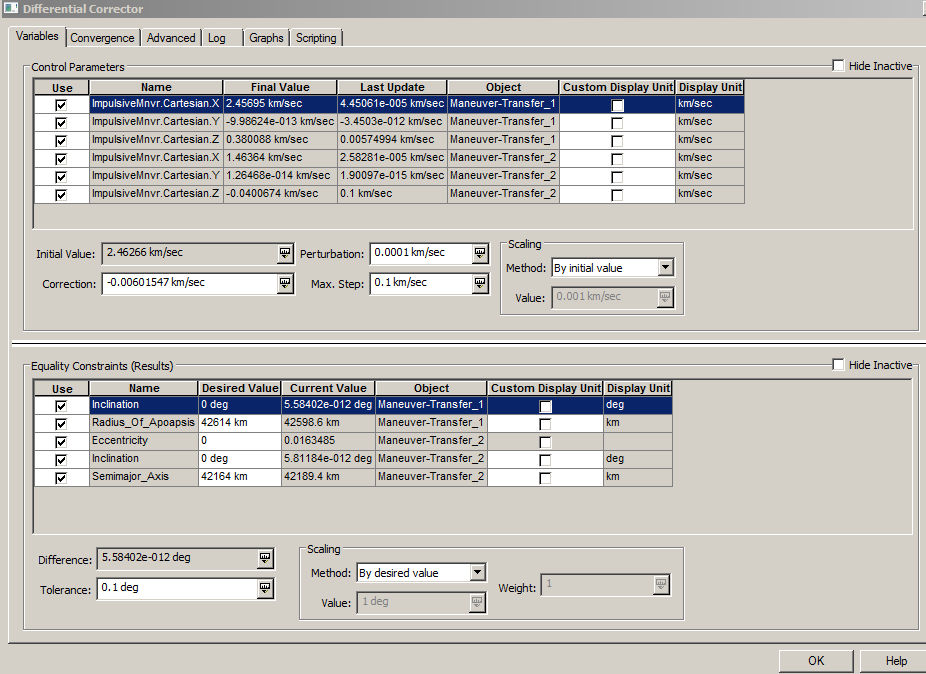 Differential Corrector
Variables Convergence Advanced Log Graphs Scripting
Control Parameters Hide Inactive
Use Name Final Value Last Update Object Custom Display Unit Display Unit
ImpulsiveMnvr.Cartesian.X 2.45695 km/sec 4.45061e-005 km/sec Maneuver-Transfer_1 km/sec
ImpulsiveMnvr.Cartesian.Y -9.98624e-013 km/sec -3.4503e-012 km/sec Maneuver-Transfer_1 km/sec
ImpulsiveMnvr.Cartesian.Z 0.380088 km/sec 0.00574994 km/sec Maneuver-Transfer_1 km/sec
ImpulsiveMnvr.Cartesian.X 1.46364 km/sec 2.58281e-005 km/sec Maneuver-Transfer_2 km/sec
ImpulsiveMnvr.Cartesian.Y 1.26468e-014 km/sec 1.90097e-015 km/sec Maneuver-Transfer_2 km/sec
ImpulsiveMnvr.Cartesian.Z -0.0400674 km/sec 0.1 km/sec Maneuver-Transfer_2 km/sec
Initial Value: 2.46266 km/sec Perturbation: 0.0001 km/sec Scaling
Method: By initial value
Correction: -0.00601547 km/sec Max. Step: 0.1 km/sec
Value: 0.001 km/sec
Equality Constraints (Results) Hide Inactive
Use Name Desired Value Current Value Object Custom Display Unit Display Unit
Inclination 0 deg 5.58402e-012 deg Maneuver-Transfer_1 deg
Radius_Of_Apoapsis 42614 km 42598.6 km Maneuver-Transfer_1 km
Eccentricity 0 0.0163485 Maneuver-Transfer_2
Inclination 0 deg 5.81184e-012 deg Maneuver-Transfer_2 deg
Semimajor_Axis 42164 km 42189.4 km Maneuver-Transfer_2 km
Scaling
Difference: 5.58402e-012 deg
Method: By desired value
Tolerance: 0.1 deg Weight: 1
Value: 1 deg
OK Help